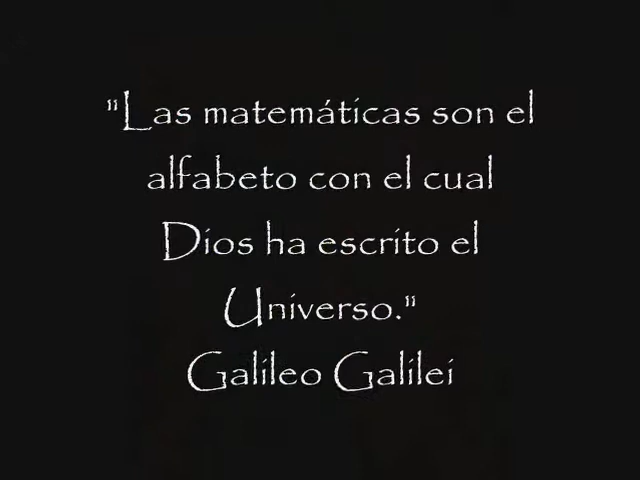 "Las matemáticas son el
alfabeto con el cual
Dios ha escrito el
Universo."
Galileo Galilei